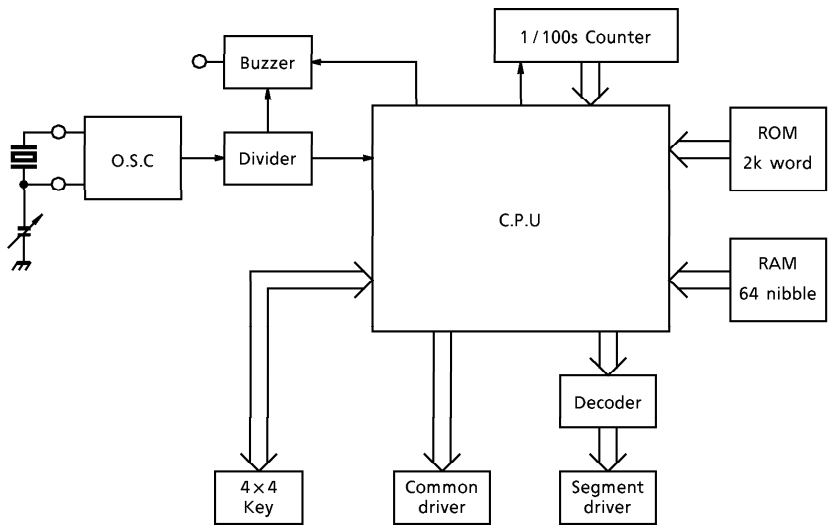 1 / 100s Counter
Buzzer
O.S.C
Divider
C.P.U
ROM
2k word
RAM
64 nibble
Decoder
4×4
Key
Common
driver
Segment
driver